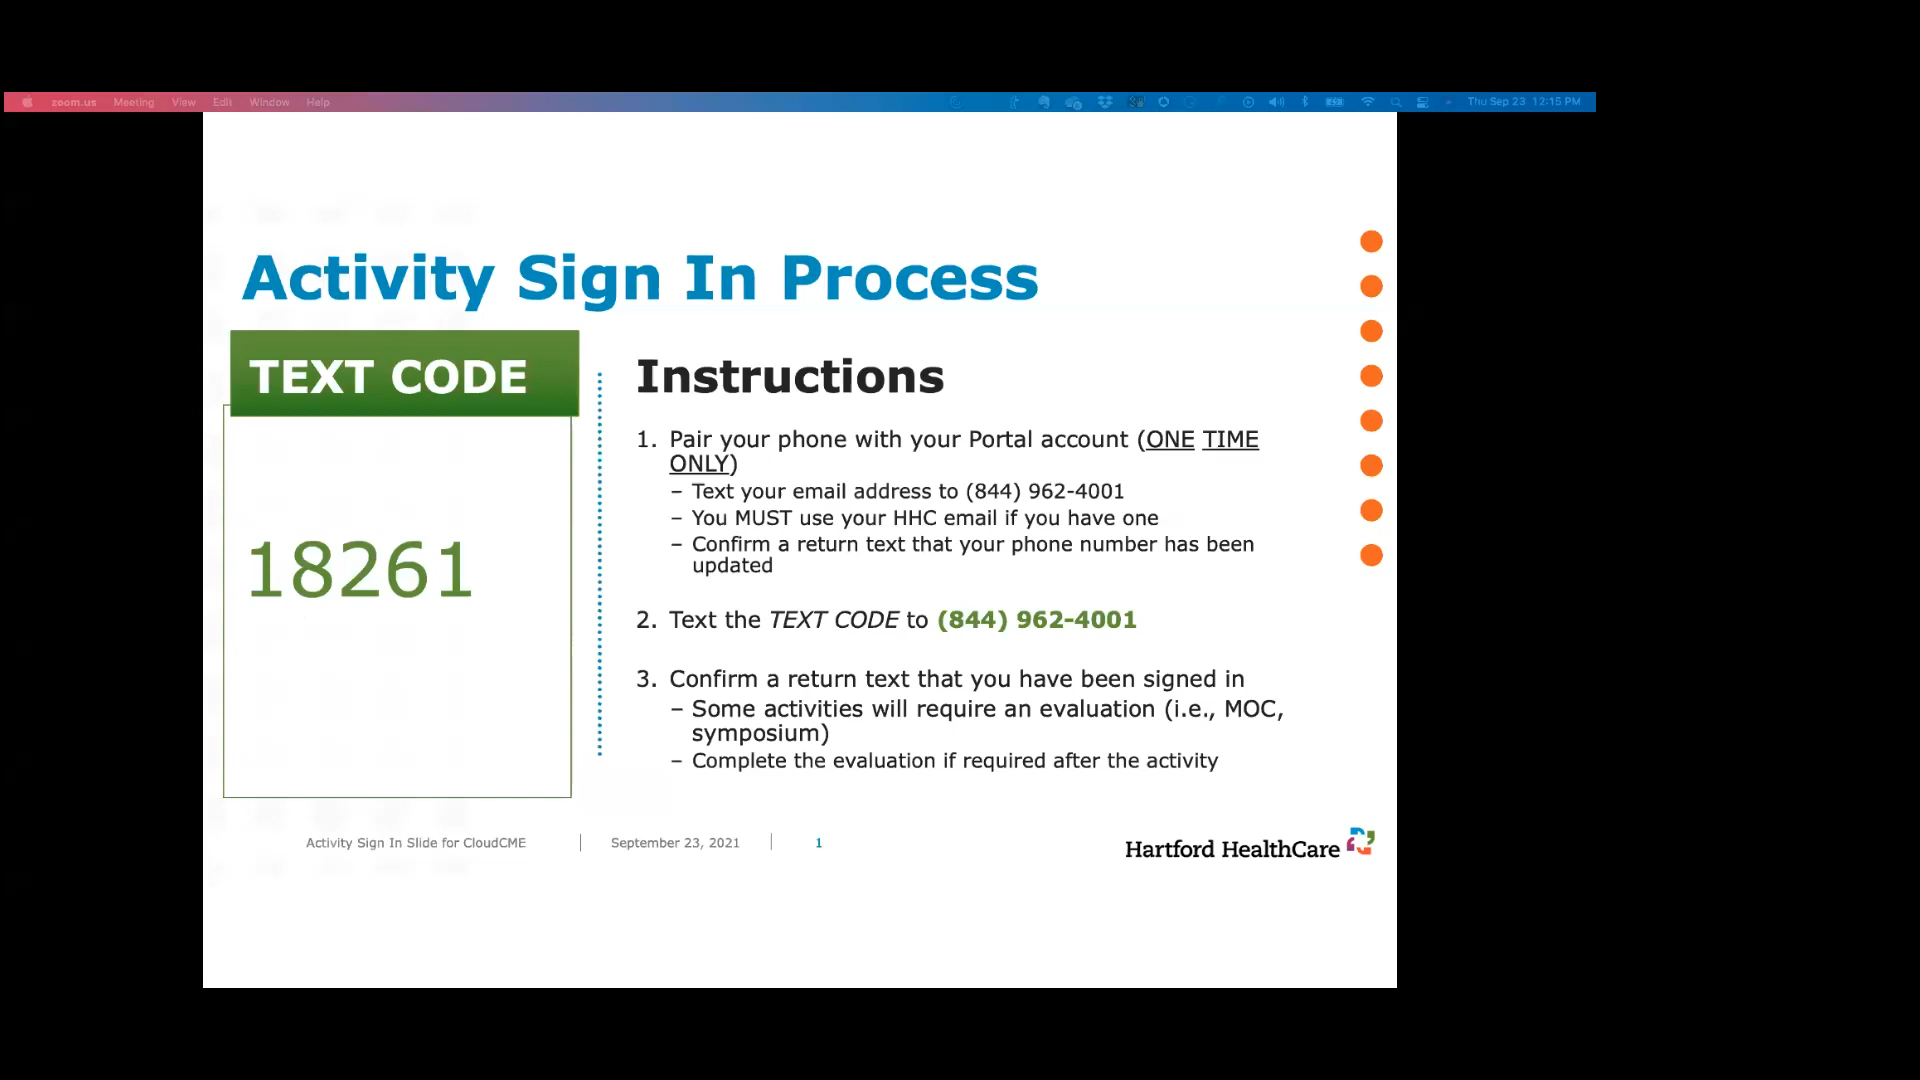 zoom.us Meeting View Edit Window Help Thu Sep 23 12:15 PM
Activity Sign In Process
TEXT CODE
18261
Instructions
1. Pair your phone with your Portal account (ONE TIME
ONLY)
– Text your email address to (844) 962-4001
– You MUST use your HHC email if you have one
– Confirm a return text that your phone number has been
updated
2. Text the TEXT CODE to (844) 962-4001
3. Confirm a return text that you have been signed in
– Some activities will require an evaluation (i.e., MOC,
symposium)
– Complete the evaluation if required after the activity
Activity Sign In Slide for CloudCME September 23, 2021 1
Hartford HealthCare